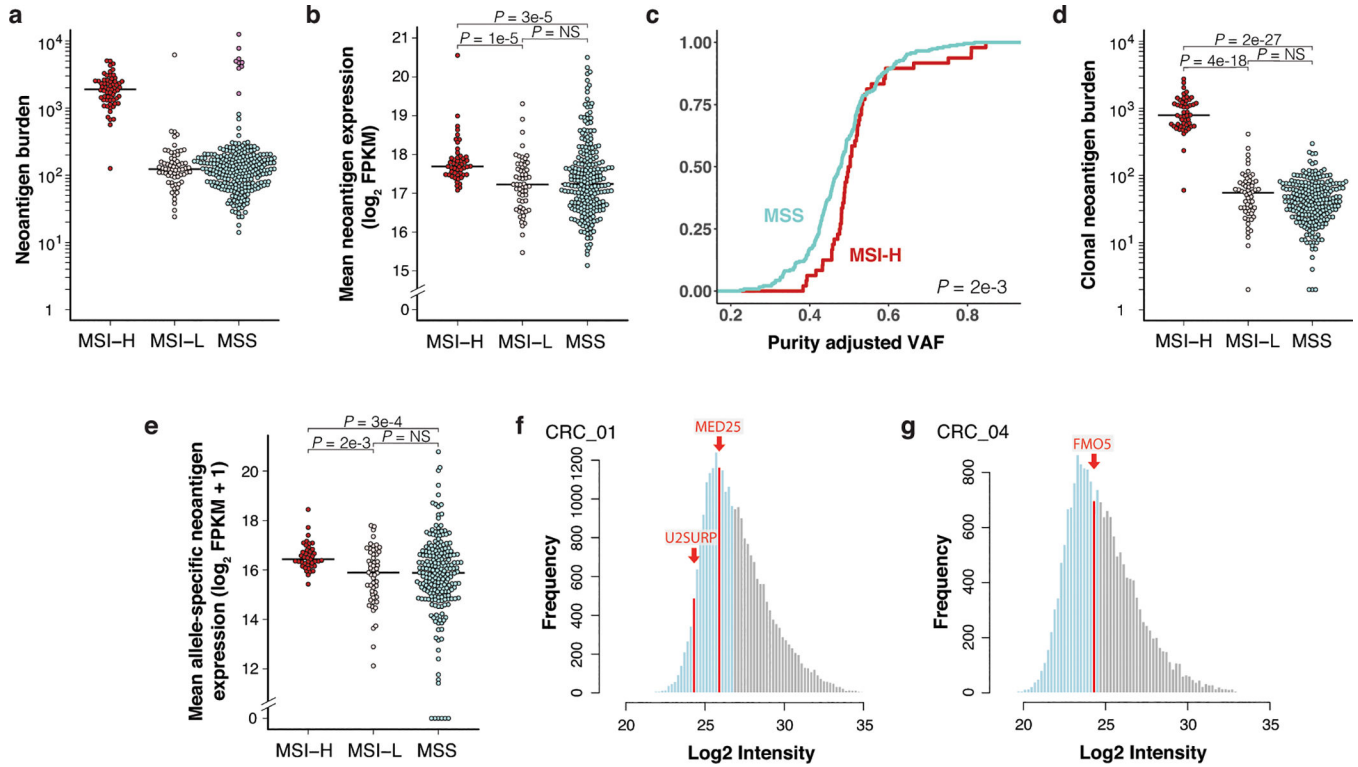 a
Neoantigen burden
10^4
10^3
10^2
10^1
1
MSI–H MSI–L MSS
b
P = 3e-5
P = 1e-5 P = NS
Mean neoantigen expression
(log₂ FPKM)
21
20
19
18
17
16
15
0
MSI–H MSI–L MSS
c
1.00
0.75
0.50
0.25
0.00
MSS
MSI-H
P = 2e-3
0.2 0.4 0.6 0.8
Purity adjusted VAF
d
P = 2e-27
P = 4e-18 P = NS
Clonal neoantigen burden
10^4
10^3
10^2
10^1
1
MSI–H MSI–L MSS
e
P = 3e-4
P = 2e-3 P = NS
Mean allele-specific neoantigen
expression (log₂ FPKM + 1)
20
18
16
14
12
0
MSI–H MSI–L MSS
f CRC_01
MED25
U2SURP
Frequency
1200
1000
800
600
400
200
0
20 25 30 35
Log2 Intensity
g CRC_04
FMO5
Frequency
800
600
400
200
0
20 25 30 35
Log2 Intensity